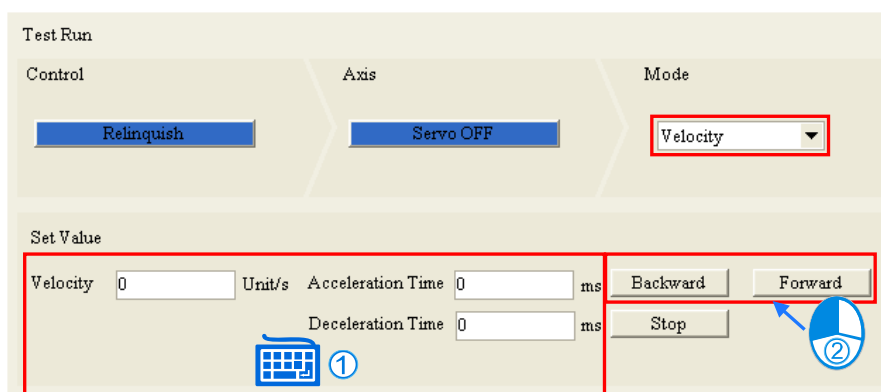 Test Run
Control Axis Mode
Relinquish Servo OFF Velocity
Set Value
Velocity 0 Unit/s Acceleration Time 0 ms Backward Forward
Deceleration Time 0 ms Stop
① ②